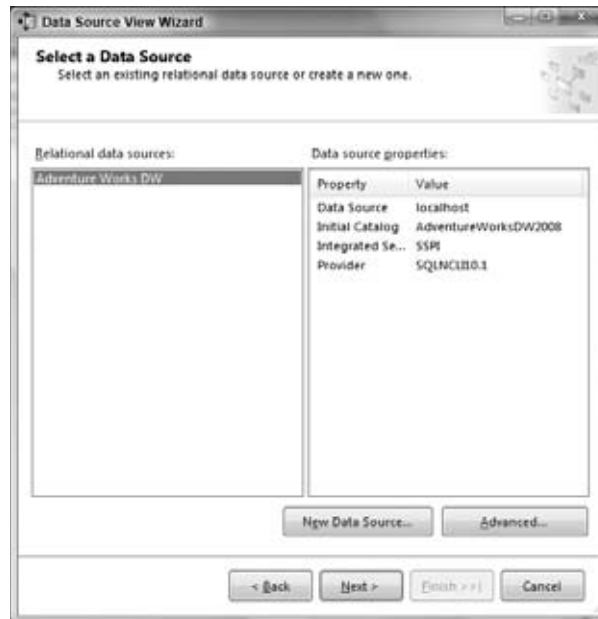 Data Source View Wizard
Select a Data Source
Select an existing relational data source or create a new one.
Relational data sources:
Adventure Works DW
Data source properties:
Property Value
Data Source localhost
Initial Catalog AdventureWorksDW2008
Integrated Se... SSPI
Provider SQLNCLI10.1
New Data Source...
Advanced...
< Back
Next >
Finish >>|
Cancel